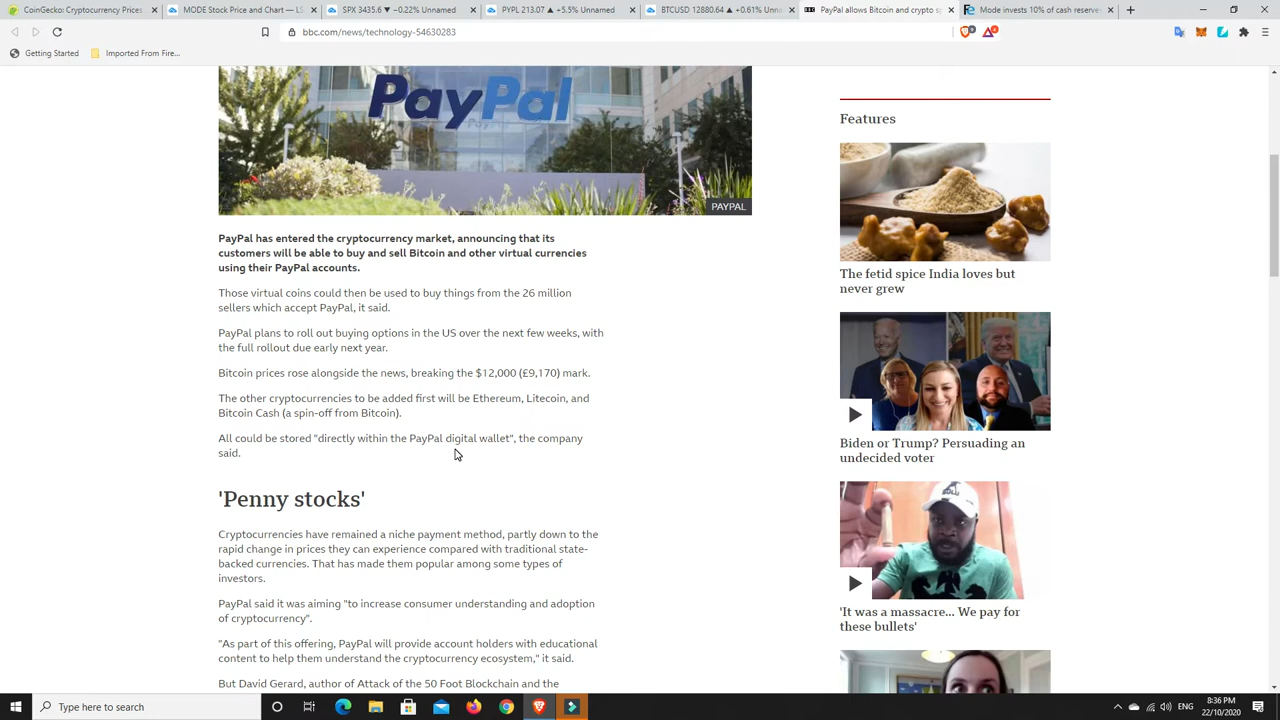 CoinGecko: Cryptocurrency Prices
MODE Stock Price and Chart — LS
SPX 3435.6 ▾ −0.22% Unnamed
PYPL 213.07 ▴ +5.5% Unnamed
BTCUSD 12880.64 ▴ +0.61% Unna
PayPal allows Bitcoin and crypto s
Mode invests 10% of cash reserve
bbc.com/news/technology-54630283
Getting Started
Imported From Fire...
PayPal
PAYPAL
PayPal has entered the cryptocurrency market, announcing that its
customers will be able to buy and sell Bitcoin and other virtual currencies
using their PayPal accounts.
Those virtual coins could then be used to buy things from the 26 million
sellers which accept PayPal, it said.
PayPal plans to roll out buying options in the US over the next few weeks, with
the full rollout due early next year.
Bitcoin prices rose alongside the news, breaking the $12,000 (£9,170) mark.
The other cryptocurrencies to be added first will be Ethereum, Litecoin, and
Bitcoin Cash (a spin-off from Bitcoin).
All could be stored "directly within the PayPal digital wallet", the company
said.
'Penny stocks'
Cryptocurrencies have remained a niche payment method, partly down to the
rapid change in prices they can experience compared with traditional state-
backed currencies. That has made them popular among some types of
investors.
PayPal said it was aiming "to increase consumer understanding and adoption
of cryptocurrency".
"As part of this offering, PayPal will provide account holders with educational
content to help them understand the cryptocurrency ecosystem," it said.
But David Gerard, author of Attack of the 50 Foot Blockchain and the
Features
The fetid spice India loves but
never grew
Biden or Trump? Persuading an
undecided voter
'It was a massacre... We pay for
these bullets'
Type here to search
ENG
8:36 PM
22/10/2020